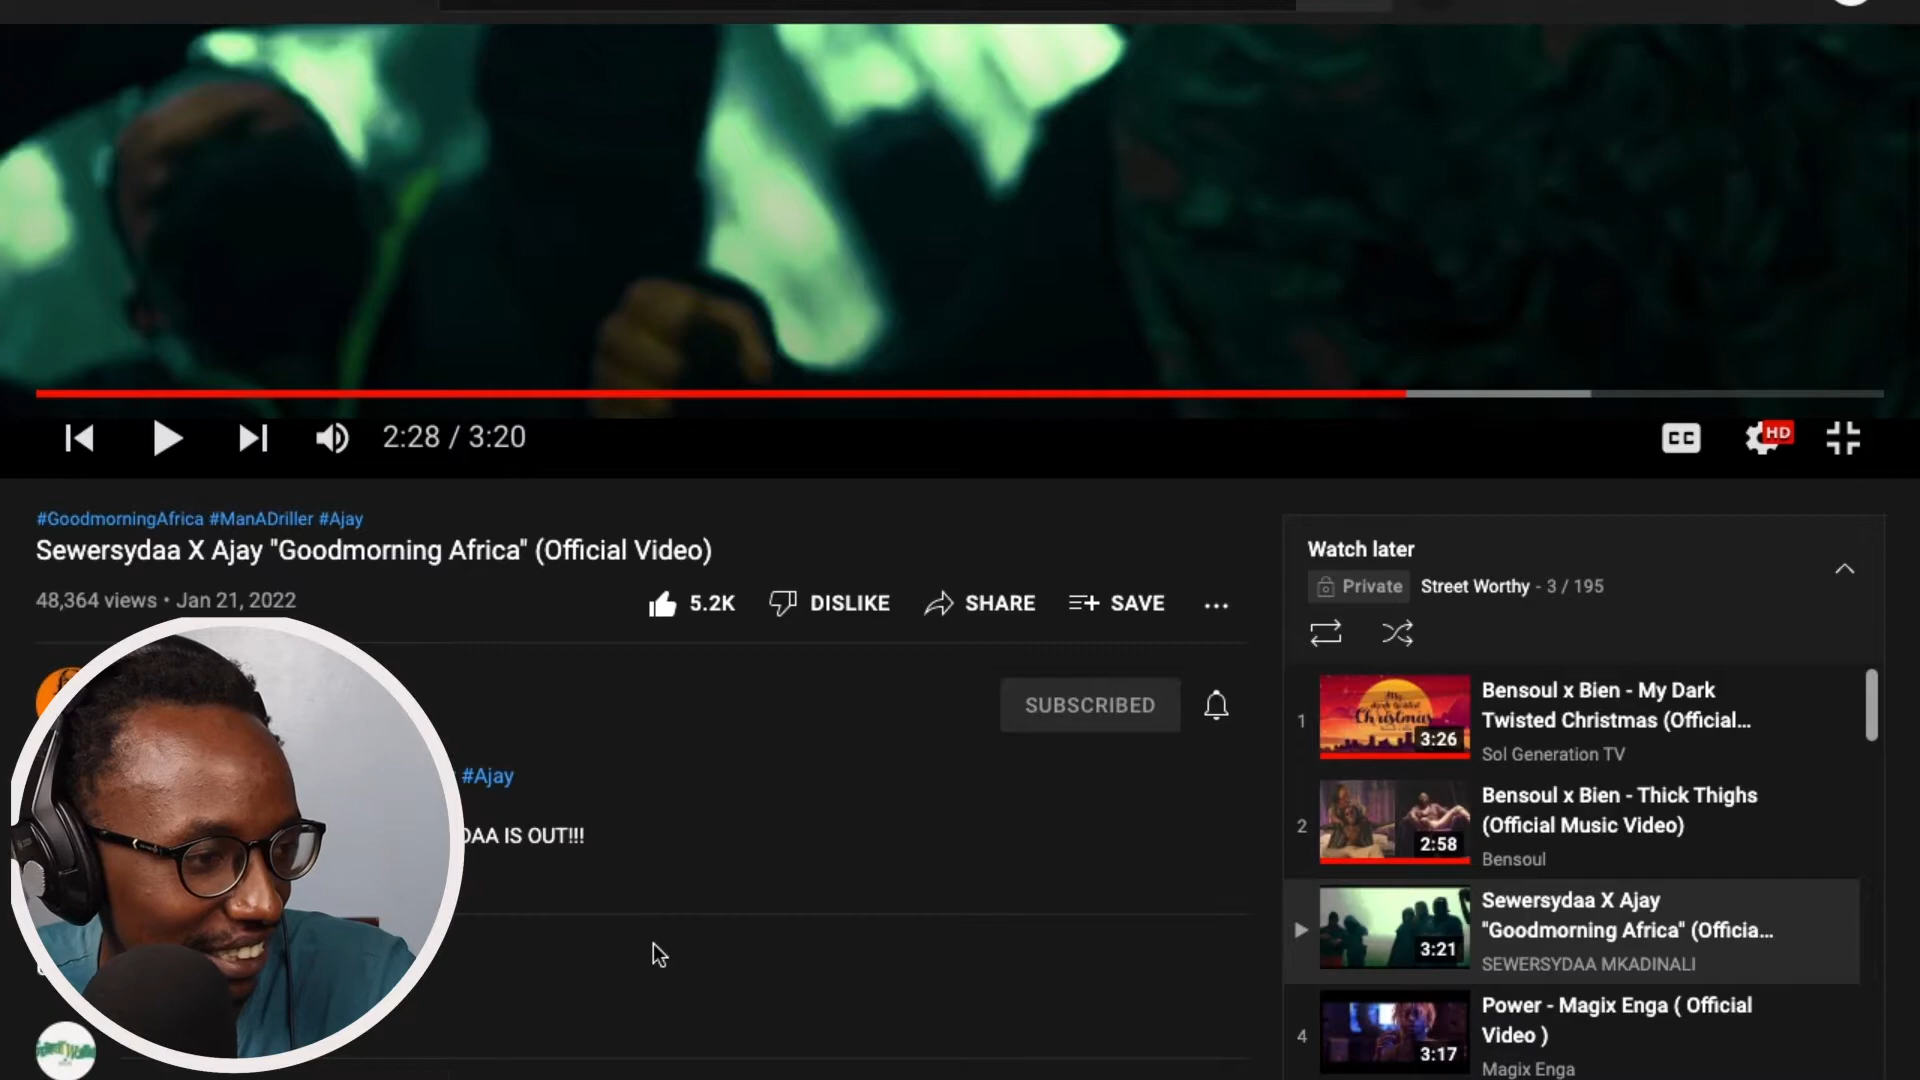 2:28 / 3:20
CC
HD
#GoodmorningAfrica #ManADriller #Ajay
Sewersydaa X Ajay "Goodmorning Africa" (Official Video)
48,364 views • Jan 21, 2022
5.2K
DISLIKE
SHARE
SAVE
SUBSCRIBED
#Ajay
DAA IS OUT!!!
Watch later
Private
Street Worthy - 3 / 195
1
3:26
Bensoul x Bien - My Dark
Twisted Christmas (Official...
Sol Generation TV
2
2:58
Bensoul x Bien - Thick Thighs
(Official Music Video)
Bensoul
3:21
Sewersydaa X Ajay
"Goodmorning Africa" (Officia...
SEWERSYDAA MKADINALI
4
3:17
Power - Magix Enga ( Official
Video )
Magix Enga